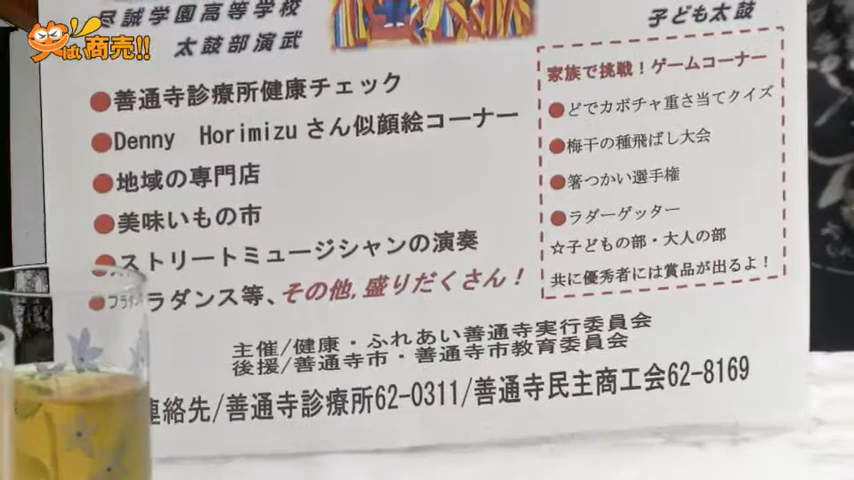 笑ぱい商売!!
尽誠学園高等学校
太鼓部演武
子ども太鼓
●善通寺診療所健康チェック
●Denny Horimizuさん似顔絵コーナー
●地域の専門店
●美味いもの市
●ストリートミュージシャンの演奏
ラダンス等、その他,盛りだくさん!
家族で挑戦!ゲームコーナー
●どでカボチャ重さ当てクイズ
●梅干の種飛ばし大会
●箸つかい選手権
●ラダーゲッター
☆子どもの部・大人の部
共に優秀者には賞品が出るよ!
主催/健康・ふれあい善通寺実行委員会
後援/善通寺市・善通寺市教育委員会
連絡先/善通寺診療所62-0311/善通寺民主商工会62-8169